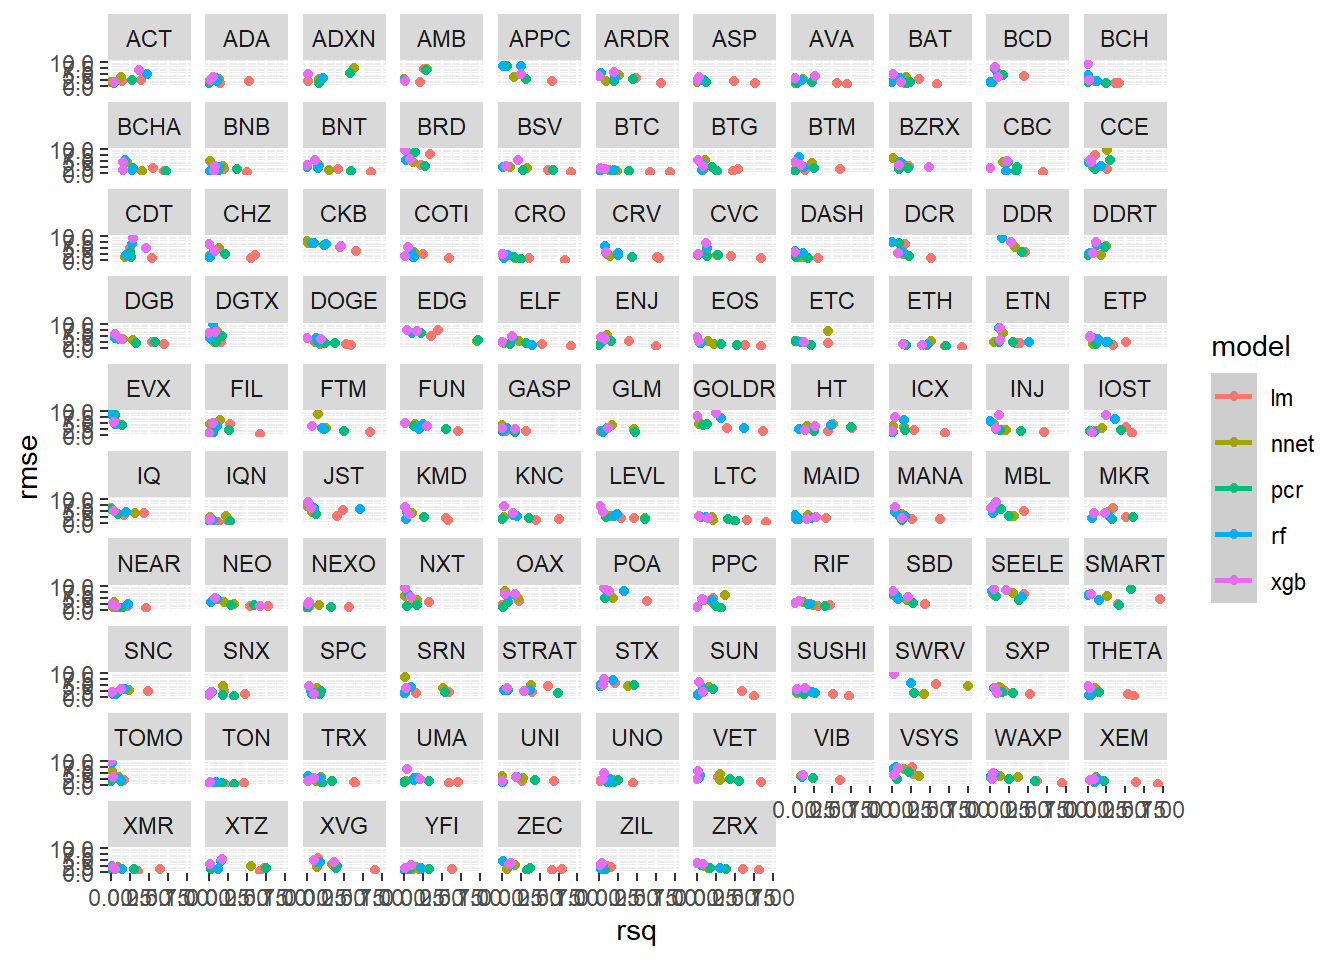 ACT ADA ADXN AMB APPC ARDR ASP AVA BAT BCD BCH
BCHA BNB BNT BRD BSV BTC BTG BTM BZRX CBC CCE
CDT CHZ CKB COTI CRO CRV CVC DASH DCR DDR DDRT
DGB DGTX DOGE EDG ELF ENJ EOS ETC ETH ETN ETP
EVX FIL FTM FUN GASP GLM GOLDR HT ICX INJ IOST
IQ IQN JST KMD KNC LEVL LTC MAID MANA MBL MKR
NEAR NEO NEXO NXT OAX POA PPC RIF SBD SEELE SMART
SNC SNX SPC SRN STRAT STX SUN SUSHI SWRV SXP THETA
TOMO TON TRX UMA UNI UNO VET VIB VSYS WAXP XEM
XMR XTZ XVG YFI ZEC ZIL ZRX
rmse
rsq
model
lm
nnet
pcr
rf
xgb